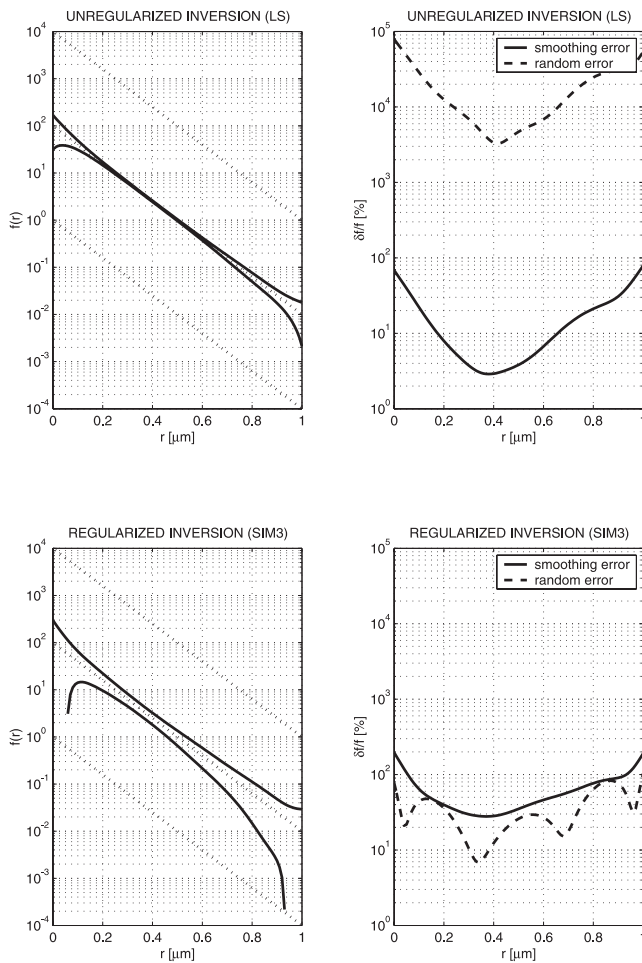 UNREGULARIZED INVERSION (LS)
10^4
10^3
10^2
10^1
10^0
10^-1
10^-2
10^-3
10^-4
f(r)
0 0.2 0.4 0.6 0.8 1
r [μm]
UNREGULARIZED INVERSION (LS)
smoothing error
random error
10^5
10^4
10^3
10^2
10^1
10^0
δf/f [%]
0 0.2 0.4 0.6 0.8 1
r [μm]
REGULARIZED INVERSION (SIM3)
10^4
10^3
10^2
10^1
10^0
10^-1
10^-2
10^-3
10^-4
f(r)
0 0.2 0.4 0.6 0.8 1
r [μm]
REGULARIZED INVERSION (SIM3)
smoothing error
random error
10^5
10^4
10^3
10^2
10^1
10^0
δf/f [%]
0 0.2 0.4 0.6 0.8 1
r [μm]